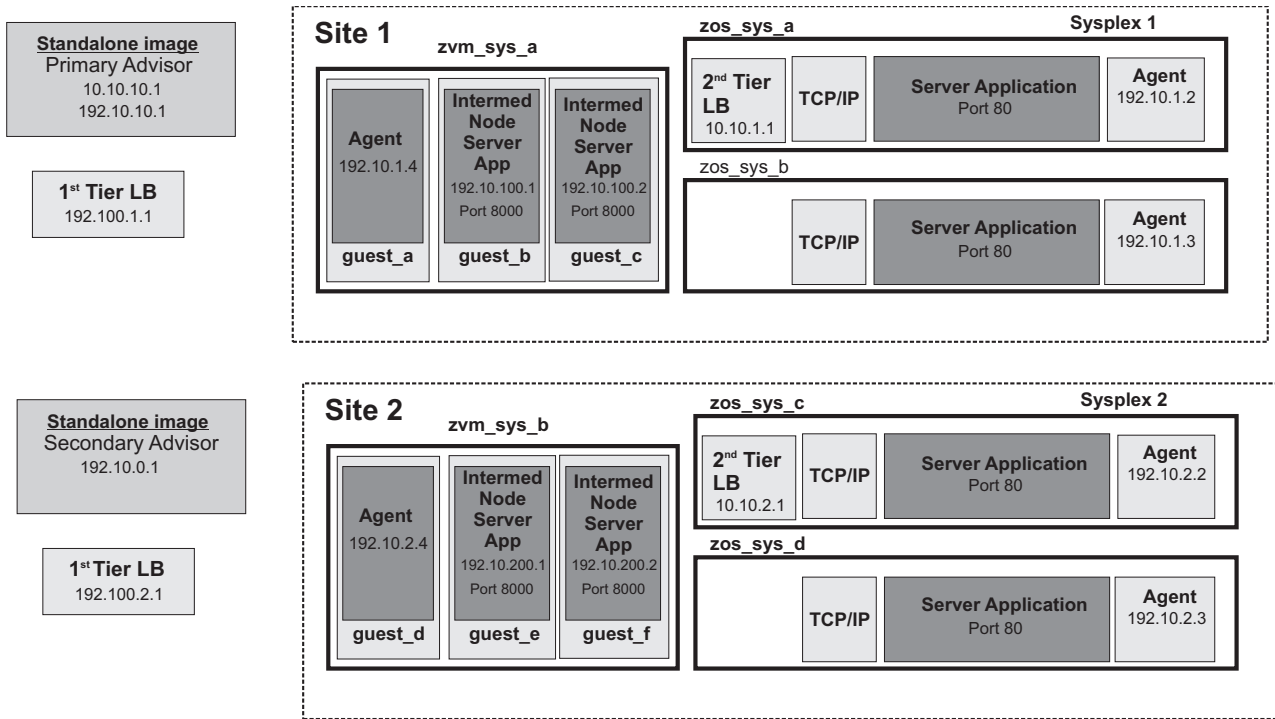 Standalone image
Primary Advisor
10.10.10.1
192.10.10.1
1st Tier LB
192.100.1.1
Site 1
zvm_sys_a
Agent
192.10.1.4
guest_a
Intermed
Node
Server
App
192.10.100.1
Port 8000
guest_b
Intermed
Node
Server
App
192.10.100.2
Port 8000
guest_c
zos_sys_a
Sysplex 1
2nd Tier
LB
10.10.1.1
TCP/IP
Server Application
Port 80
Agent
192.10.1.2
zos_sys_b
TCP/IP
Server Application
Port 80
Agent
192.10.1.3
Standalone image
Secondary Advisor
192.10.0.1
1st Tier LB
192.100.2.1
Site 2
zvm_sys_b
Agent
192.10.2.4
guest_d
Intermed
Node
Server
App
192.10.200.1
Port 8000
guest_e
Intermed
Node
Server
App
192.10.200.2
Port 8000
guest_f
zos_sys_c
Sysplex 2
2nd Tier
LB
10.10.2.1
TCP/IP
Server Application
Port 80
Agent
192.10.2.2
zos_sys_d
TCP/IP
Server Application
Port 80
Agent
192.10.2.3